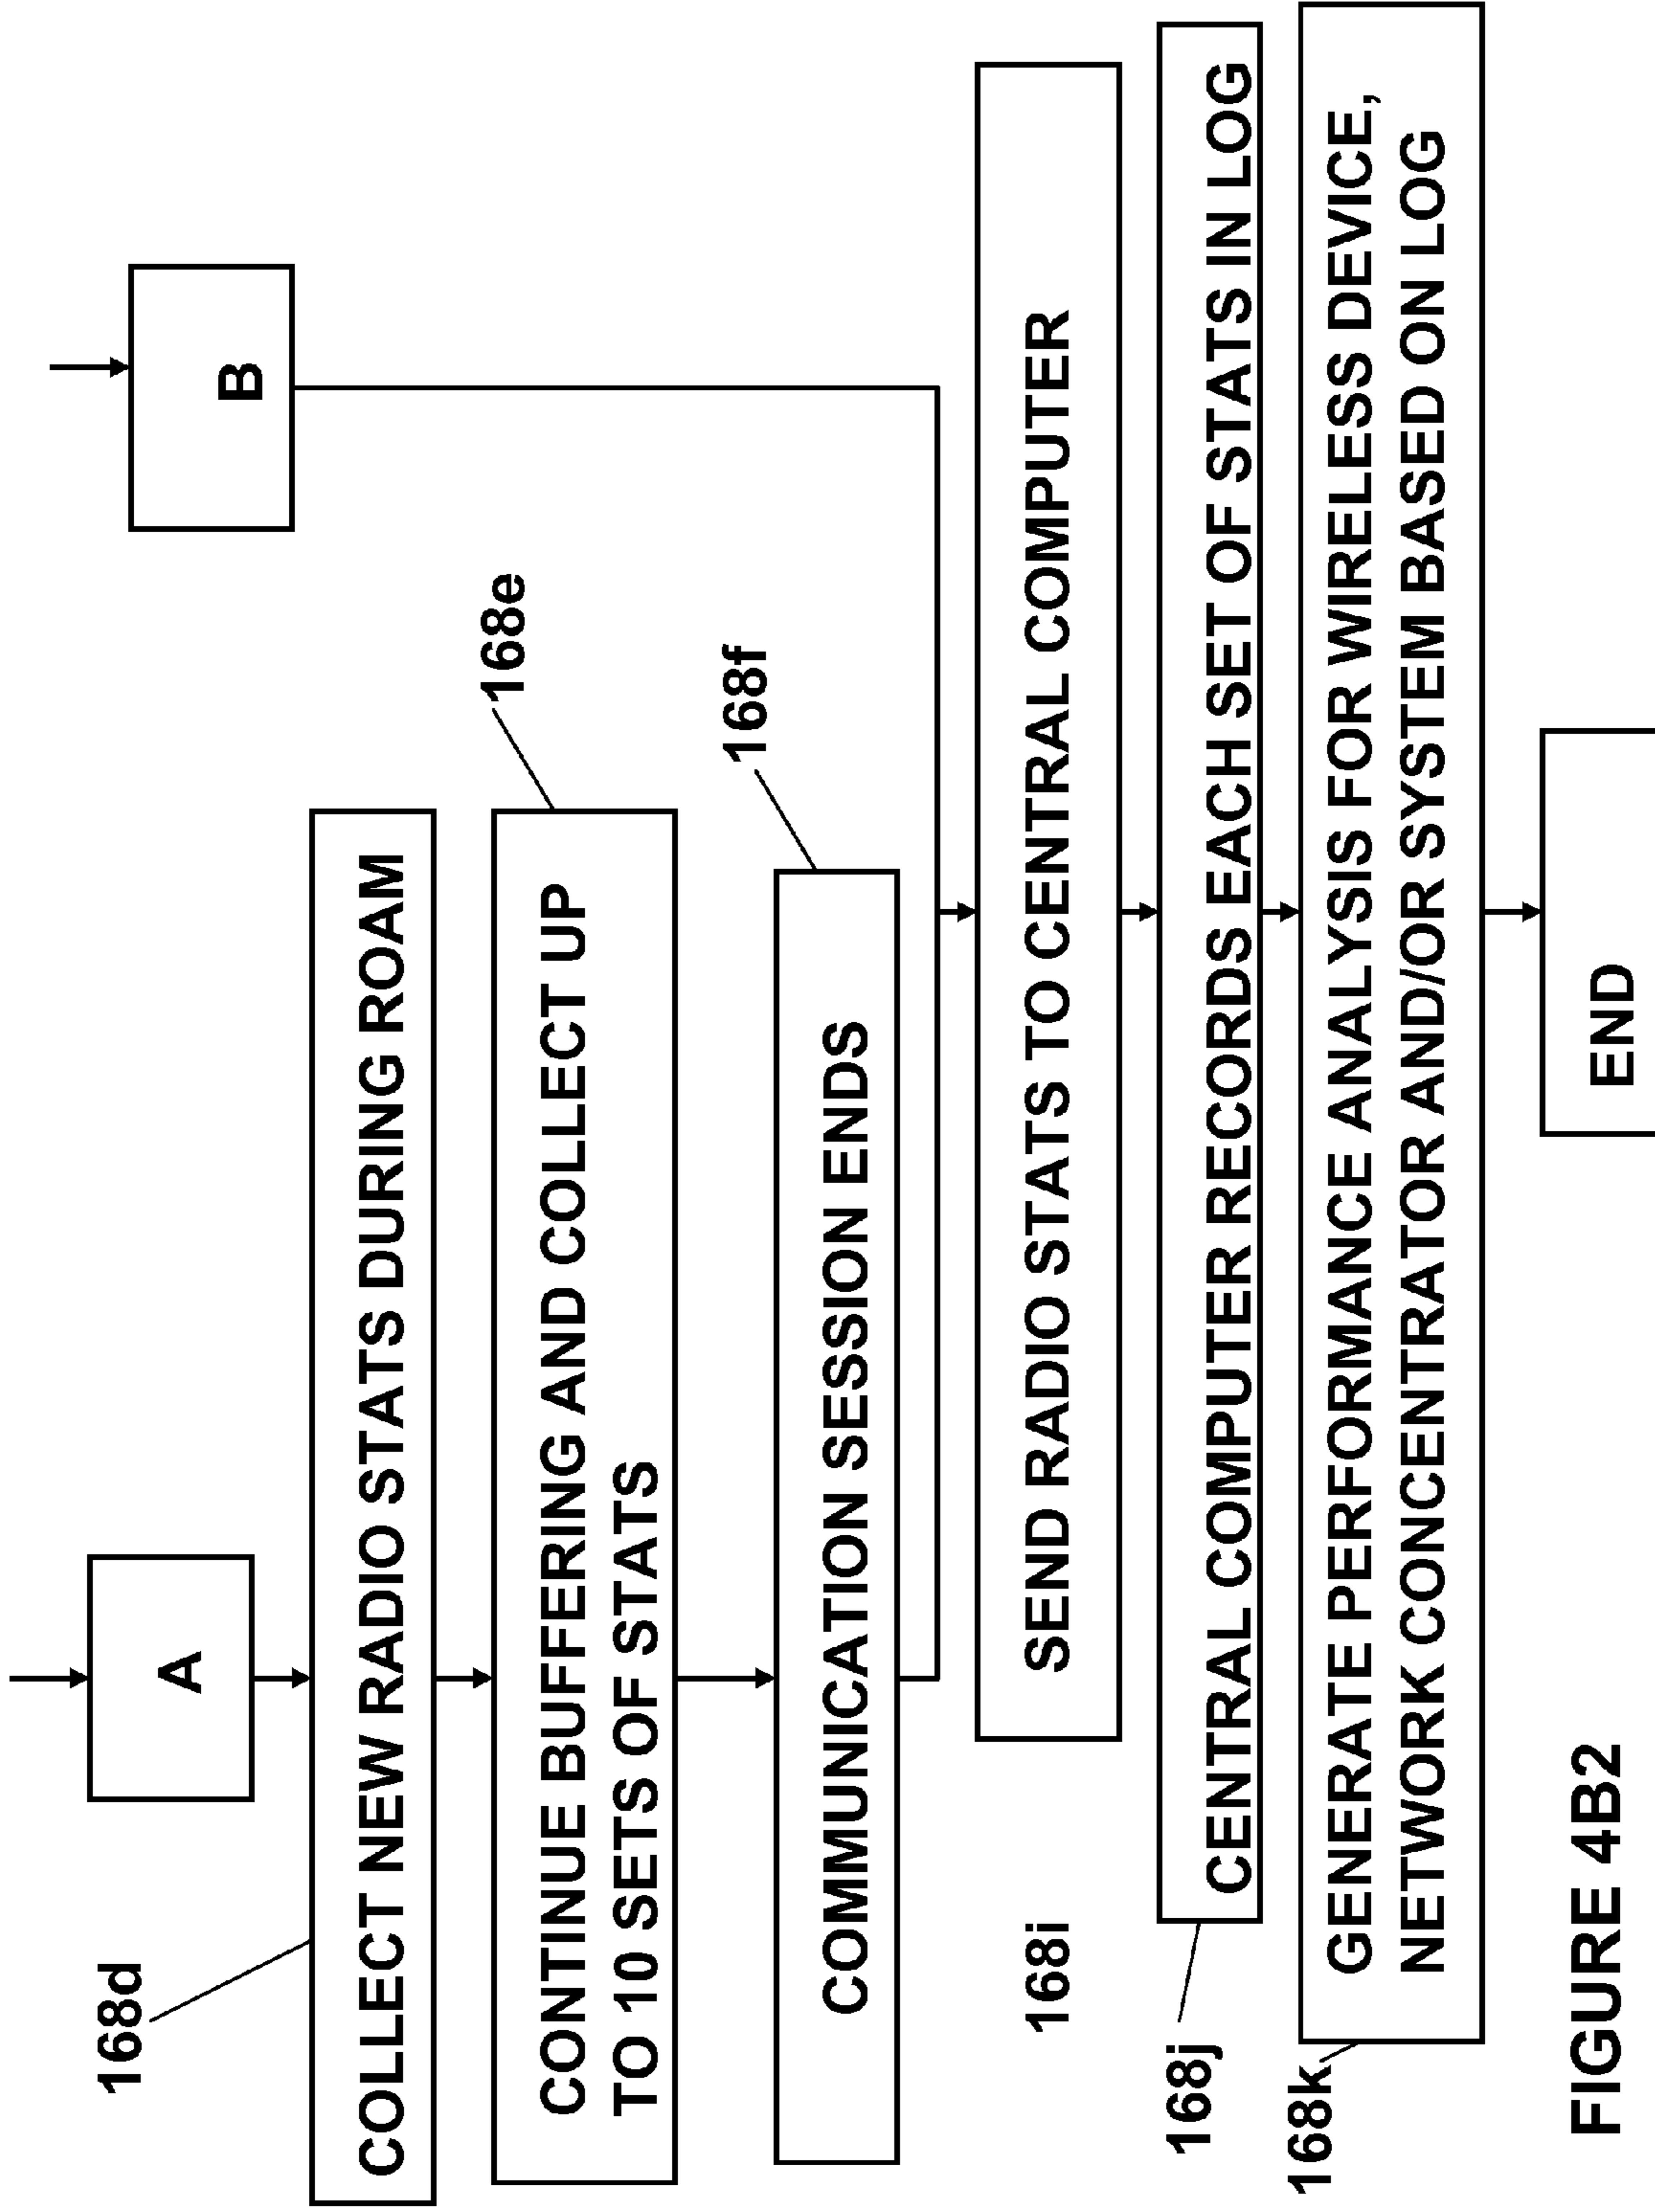 A
B
168d
COLLECT NEW RADIO STATS DURING ROAM
168e
CONTINUE BUFFERING AND COLLECT UP
TO 10 SETS OF STATS
168f
COMMUNICATION SESSION ENDS
168i
SEND RADIO STATS TO CENTRAL COMPUTER
168j
CENTRAL COMPUTER RECORDS EACH SET OF STATS IN LOG
168k
GENERATE PERFORMANCE ANALYSIS FOR WIRELESS DEVICE,
NETWORK CONCENTRATOR AND/OR SYSTEM BASED ON LOG
END
FIGURE 4B2